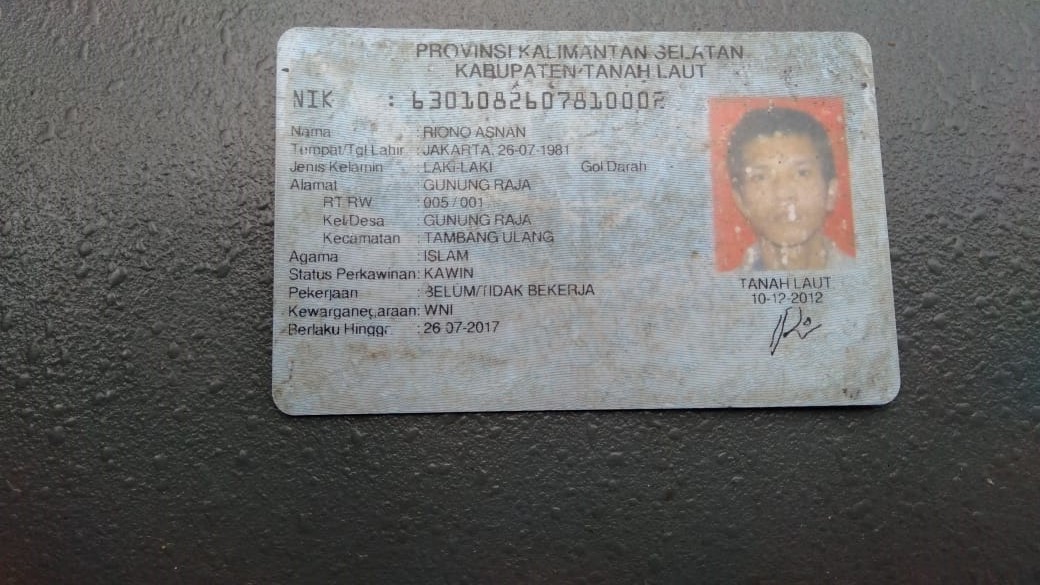 PROVINSI KALIMANTAN SELATAN
KABUPATEN TANAH LAUT
NIK : 6301082607810002
Nama : RIONO ASNAN
Tempat/Tgl Lahir : JAKARTA, 26-07-1981
Jenis Kelamin : LAKI-LAKI Gol Darah -
Alamat : GUNUNG RAJA
RT RW : 005 / 001
Kel/Desa : GUNUNG RAJA
Kecamatan : TAMBANG ULANG
Agama : ISLAM
Status Perkawinan: KAWIN
Pekerjaan : BELUM/TIDAK BEKERJA
Kewarganegaraan: WNI
Berlaku Hingga : 26 07-2017
TANAH LAUT
10-12-2012